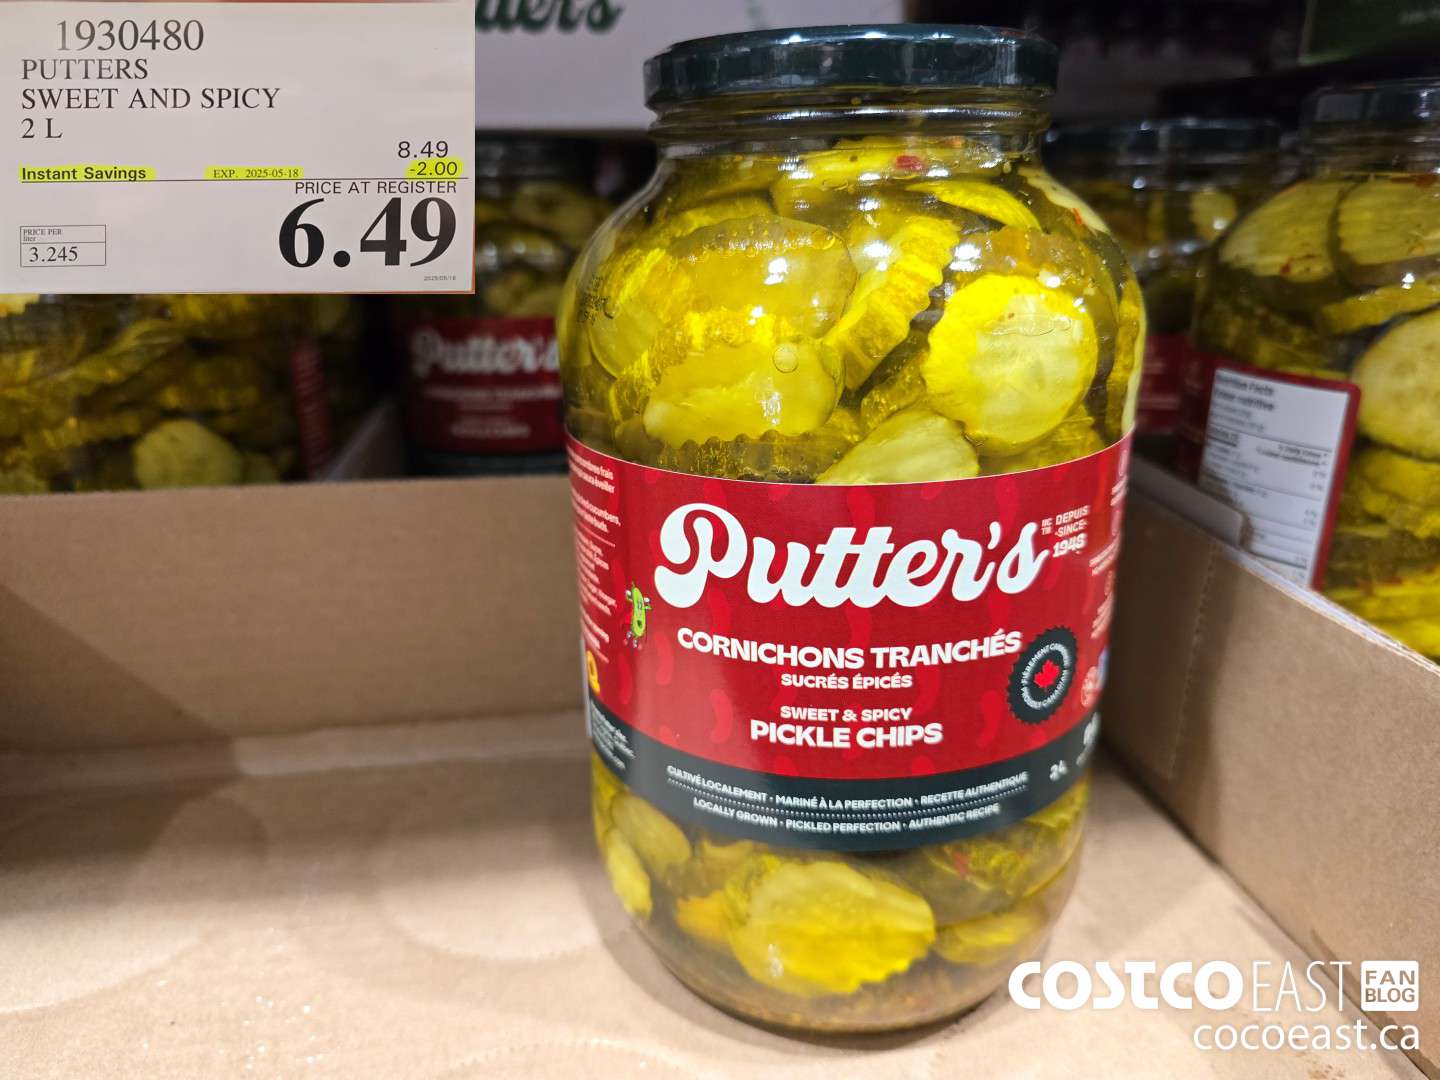 1930480
PUTTERS
SWEET AND SPICY
2 L
8.49
Instant Savings EXP. 2025-05-18 -2.00
PRICE AT REGISTER
6.49
PRICE PER
liter
3.245
Putter's
Putter's
MC
TM
DEPUIS
-SINCE-
1948
CORNICHONS TRANCHÉS
SUCRÉS ÉPICÉS
SWEET & SPICY
PICKLE CHIPS
CULTIVÉ LOCALEMENT • MARINÉ À LA PERFECTION • RECETTE AUTHENTIQUE
LOCALLY GROWN • PICKLED PERFECTION • AUTHENTIC RECIPE
COSTCO EAST FAN
BLOG
cocoeast.ca